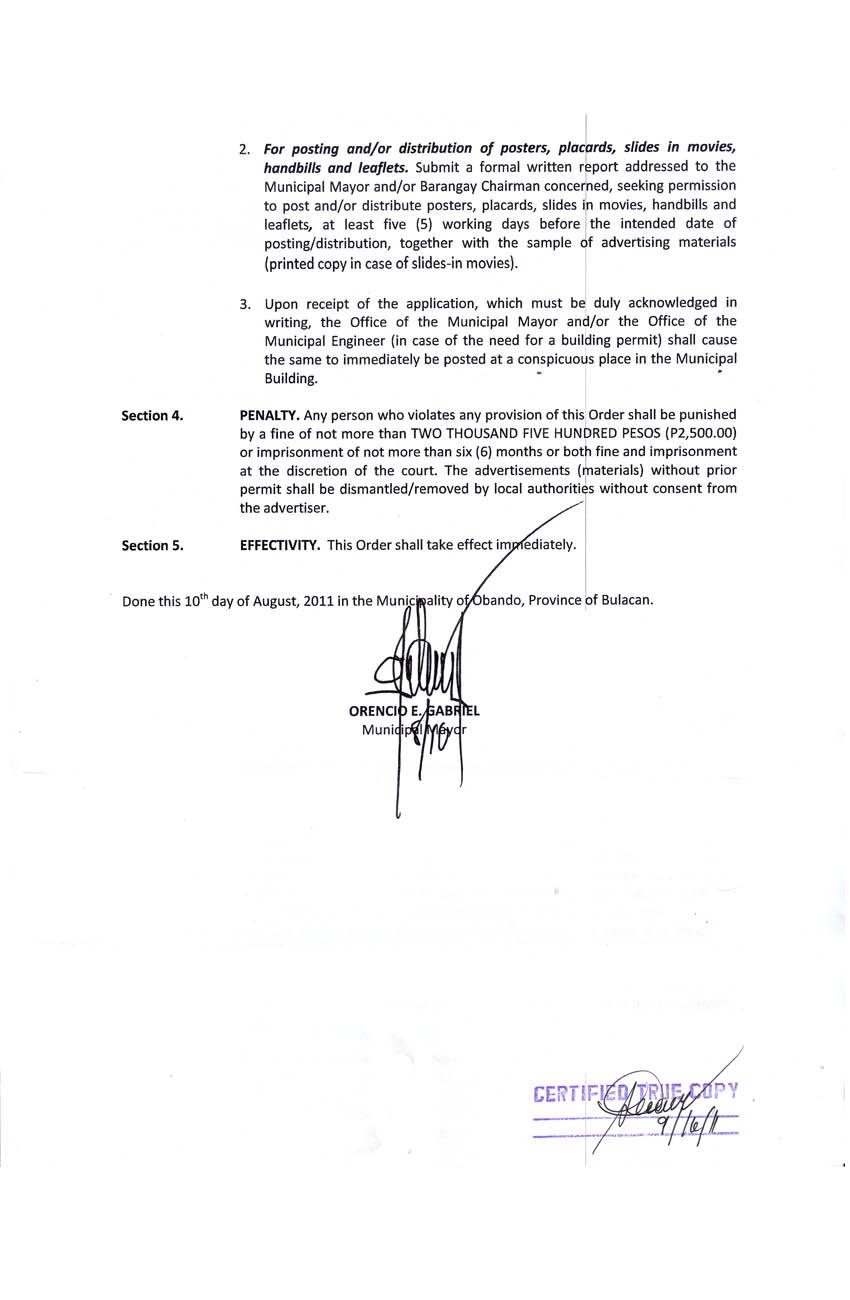 2. For posting and/or distribution of posters, placards, slides in movies,
handbills and leaflets. Submit a formal written report addressed to the
Municipal Mayor and/or Barangay Chairman concerned, seeking permission
to post and/or distribute posters, placards, slides in movies, handbills and
leaflets, at least five (5) working days before the intended date of
posting/distribution, together with the sample of advertising materials
(printed copy in case of slides-in movies).
3. Upon receipt of the application, which must be duly acknowledged in
writing, the Office of the Municipal Mayor and/or the Office of the
Municipal Engineer (in case of the need for a building permit) shall cause
the same to immediately be posted at a conspicuous place in the Municipal
Building.
Section 4. PENALTY. Any person who violates any provision of this Order shall be punished
by a fine of not more than TWO THOUSAND FIVE HUNDRED PESOS (P2,500.00)
or imprisonment of not more than six (6) months or both fine and imprisonment
at the discretion of the court. The advertisements (materials) without prior
permit shall be dismantled/removed by local authorities without consent from
the advertiser.
Section 5. EFFECTIVITY. This Order shall take effect immediately.
Done this 10th day of August, 2011 in the Municipality of Obando, Province of Bulacan.
ORENCIO E. GABRIEL
Municipal Mayor
8/10
CERTIFIED TRUE COPY
9/16/11